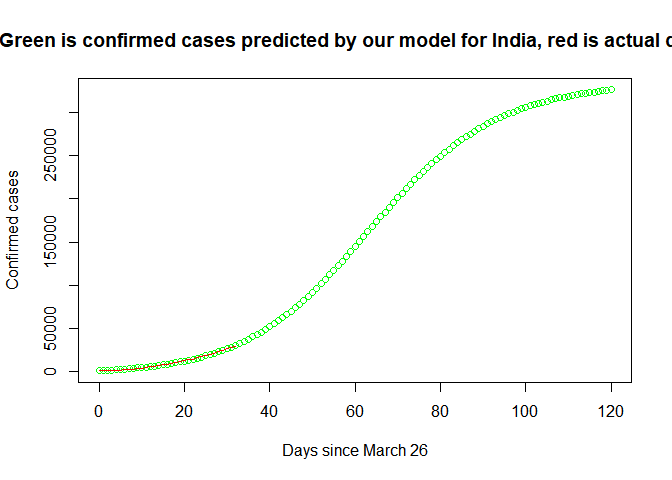 Green is confirmed cases predicted by our model for India, red is actual
Confirmed cases
250000
150000
50000
0
0 20 40 60 80 100 120
Days since March 26